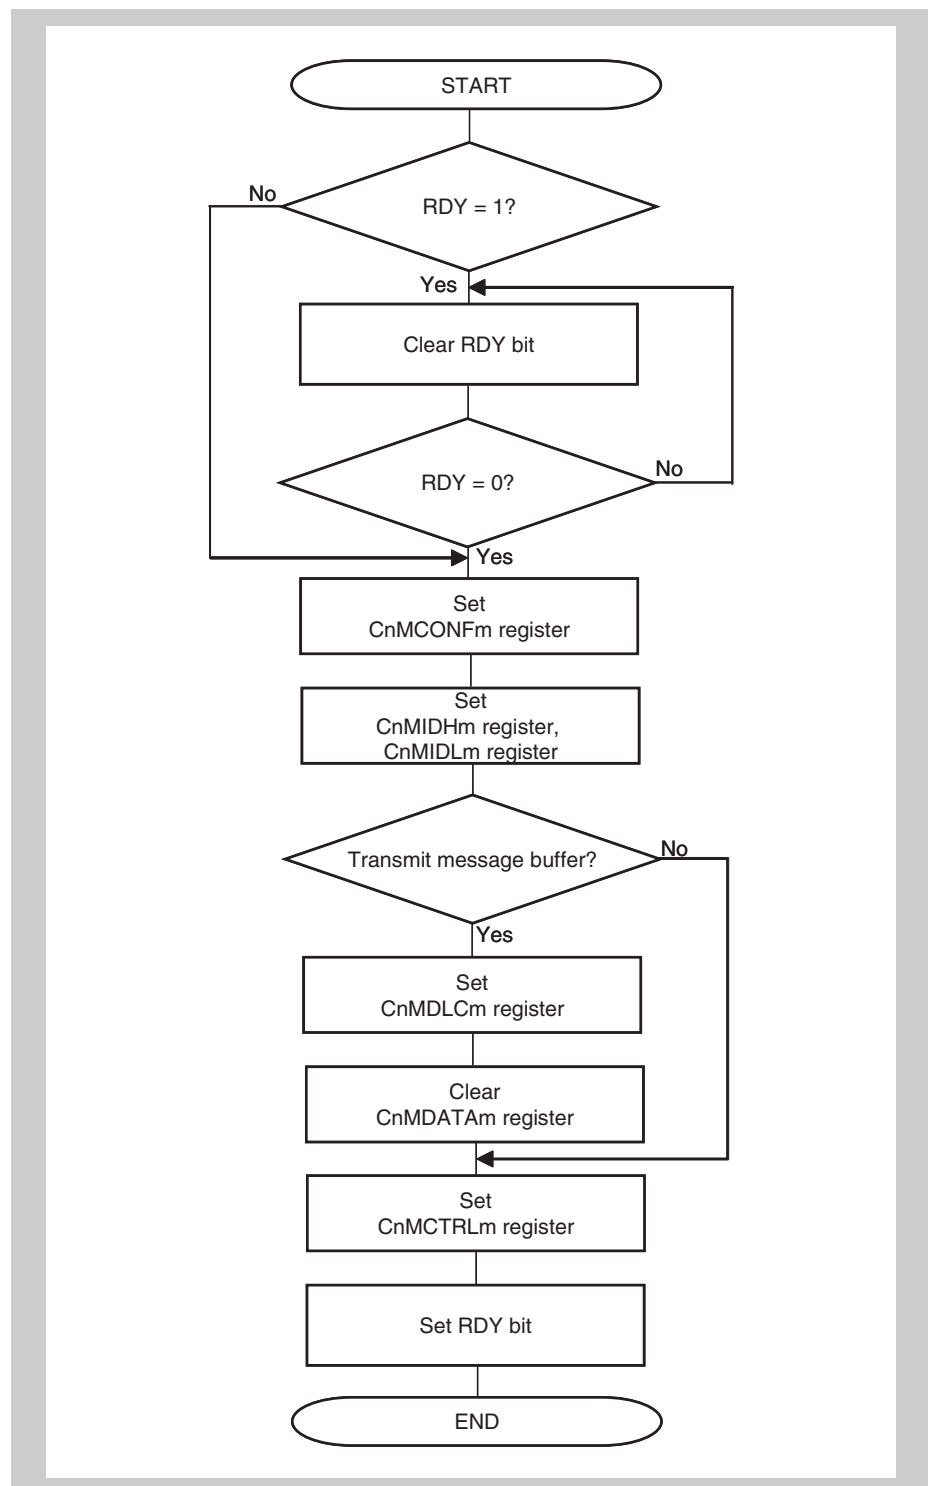 START
No
RDY = 1?
Yes
Clear RDY bit
RDY = 0?
No
Yes
Set
CnMCONFm register
Set
CnMIDHm register,
CnMIDLm register
Transmit message buffer?
No
Yes
Set
CnMDLCm register
Clear
CnMDATAm register
Set
CnMCTRLm register
Set RDY bit
END